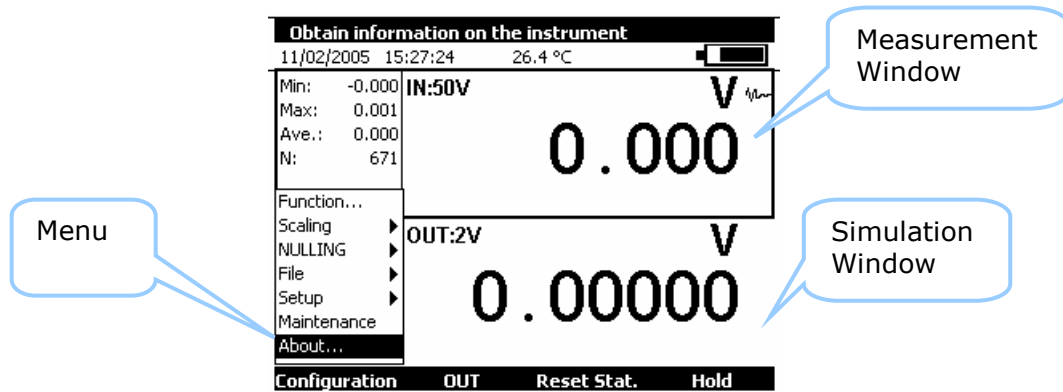 Obtain information on the instrument
11/02/2005 15:27:24 26.4 °C
Min: -0.000
Max: 0.001
Ave.: 0.000
N: 671
IN:50V
V
0.000
Function...
Scaling
NULLING
File
Setup
Maintenance
About...
OUT:2V
V
0.00000
Configuration OUT Reset Stat. Hold
Measurement
Window
Menu
Simulation
Window